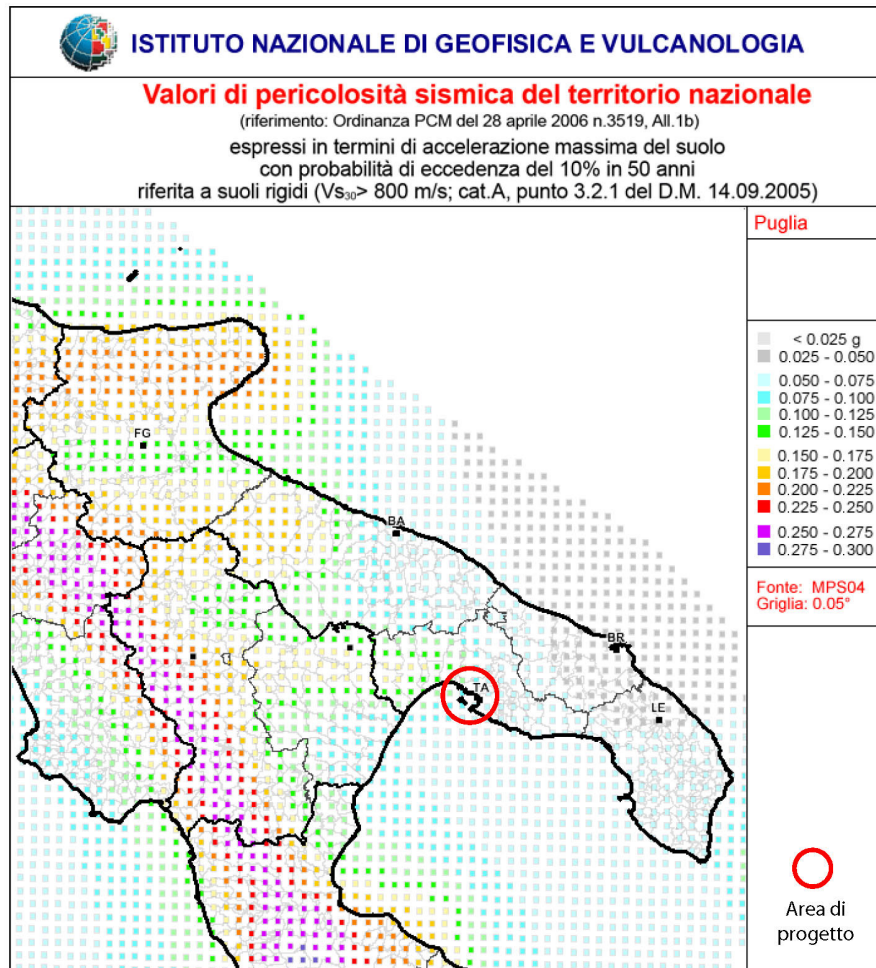 ISTITUTO NAZIONALE DI GEOFISICA E VULCANOLOGIA
Valori di pericolosità sismica del territorio nazionale
(riferimento: Ordinanza PCM del 28 aprile 2006 n.3519, All.1b)
espressi in termini di accelerazione massima del suolo
con probabilità di eccedenza del 10% in 50 anni
riferita a suoli rigidi (Vs₃₀> 800 m/s; cat.A, punto 3.2.1 del D.M. 14.09.2005)
Puglia
< 0.025 g
0.025 - 0.050
0.050 - 0.075
0.075 - 0.100
0.100 - 0.125
0.125 - 0.150
0.150 - 0.175
0.175 - 0.200
0.200 - 0.225
0.225 - 0.250
0.250 - 0.275
0.275 - 0.300
Fonte: MPS04
Griglia: 0.05°
FG
BA
BR
TA
LE
Area di
progetto